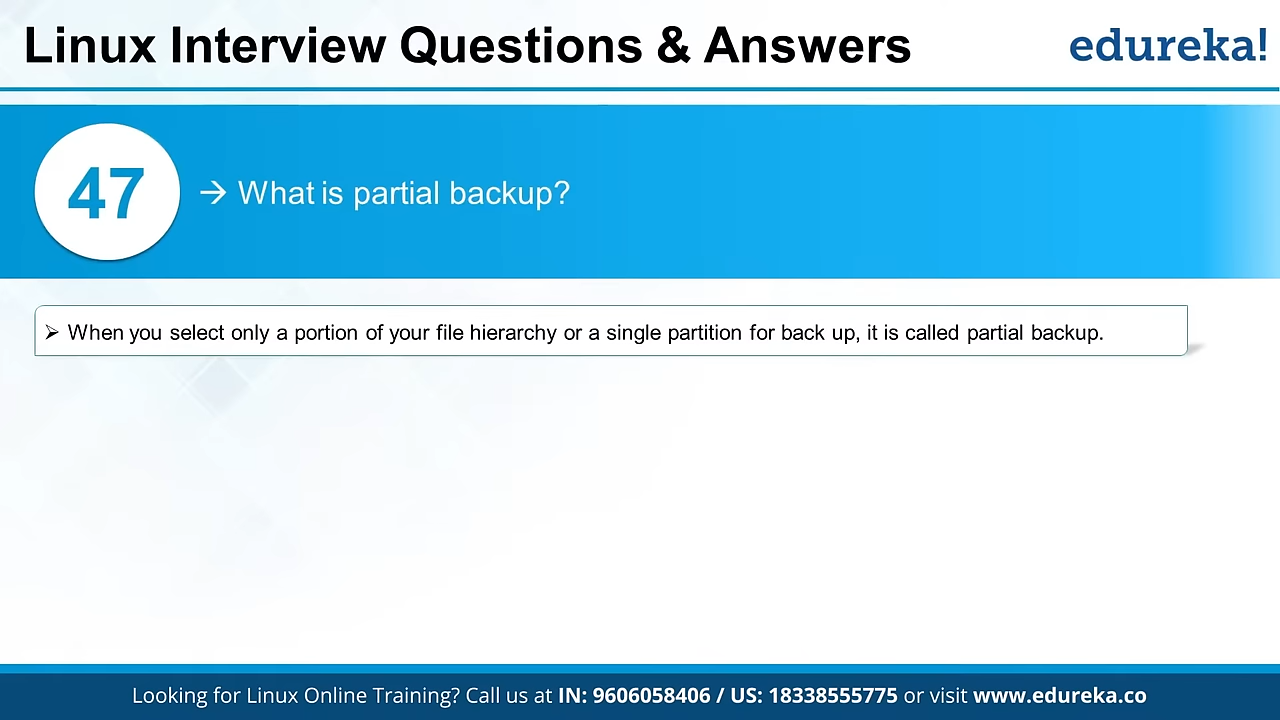 Linux Interview Questions & Answers
edureka!
47
→ What is partial backup?
➢ When you select only a portion of your file hierarchy or a single partition for back up, it is called partial backup.
Looking for Linux Online Training? Call us at IN: 9606058406 / US: 18338555775 or visit www.edureka.co